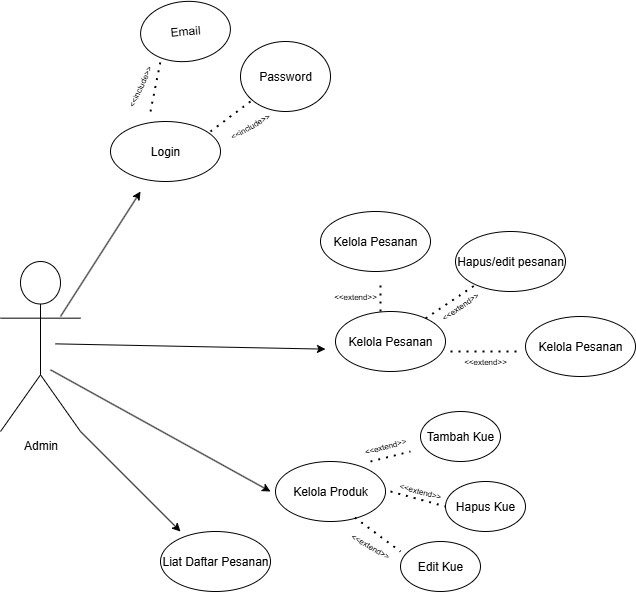 Email
<<include>>
Password
<<include>>
Login
Kelola Pesanan
Hapus/edit pesanan
<<extend>>
<<extend>>
Kelola Pesanan
Kelola Pesanan
<<extend>>
Admin
Tambah Kue
<<extend>>
Kelola Produk
<<extend>>
Hapus Kue
<<extend>>
Edit Kue
Liat Daftar Pesanan